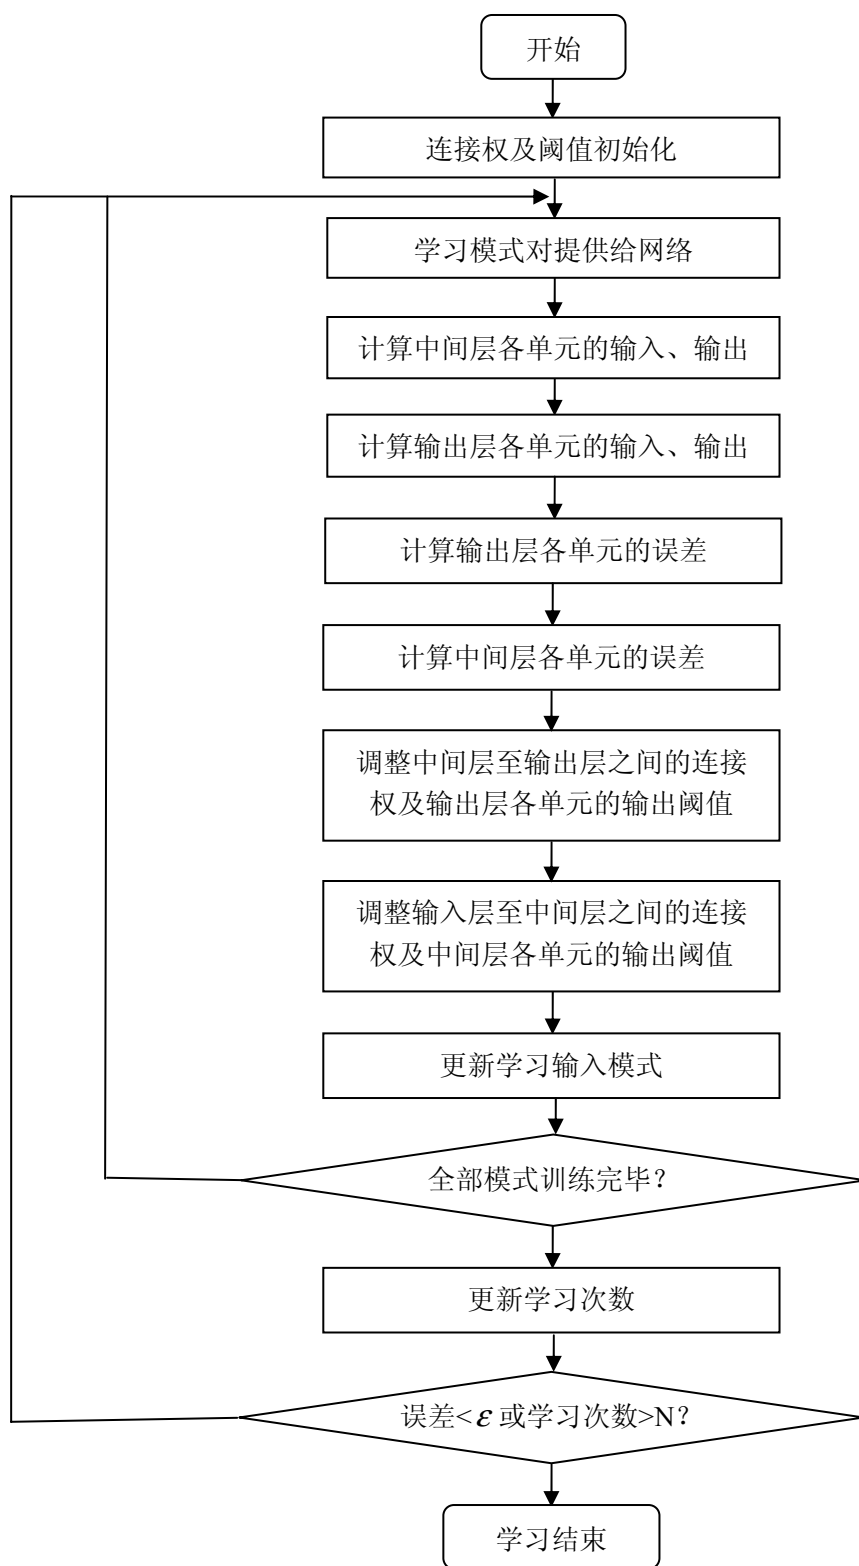 开始
连接权及阈值初始化
学习模式对提供给网络
计算中间层各单元的输入、输出
计算输出层各单元的输入、输出
计算输出层各单元的误差
计算中间层各单元的误差
调整中间层至输出层之间的连接
权及输出层各单元的输出阈值
调整输入层至中间层之间的连接
权及中间层各单元的输出阈值
更新学习输入模式
全部模式训练完毕？
更新学习次数
误差<ε或学习次数>N？
学习结束